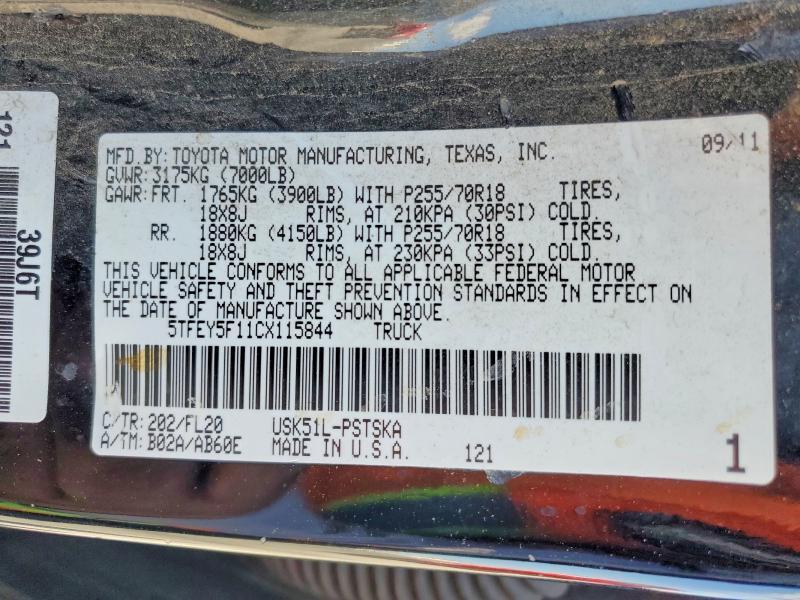 121
39J6T
MFD.BY: TOYOTA MOTOR MANUFACTURING, TEXAS, INC. 09/11
GVWR: 3175KG (7000LB)
GAWR: FRT. 1765KG (3900LB) WITH P255/70R18 TIRES,
18X8J RIMS, AT 210KPA (30PSI) COLD.
RR. 1880KG (4150LB) WITH P255/70R18 TIRES,
18X8J RIMS, AT 230KPA (33PSI) COLD.
THIS VEHICLE CONFORMS TO ALL APPLICABLE FEDERAL MOTOR
VEHICLE SAFETY AND THEFT PREVENTION STANDARDS IN EFFECT ON
THE DATE OF MANUFACTURE SHOWN ABOVE.
5TFEY5F11CX115844 TRUCK
C/TR: 202/FL20 USK51L-PSTSKA
A/TM: B02A/AB60E MADE IN U.S.A. 121 1